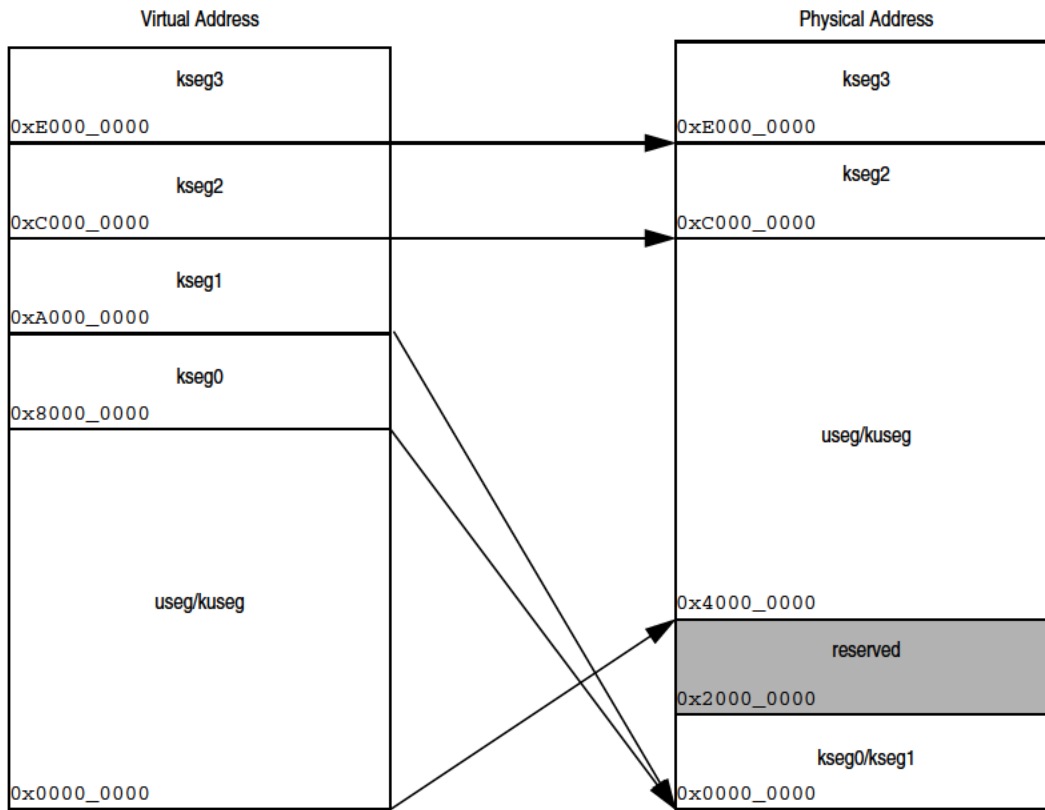 Virtual Address
kseg3
0xE000_0000
kseg2
0xC000_0000
kseg1
0xA000_0000
kseg0
0x8000_0000
useg/kuseg
0x0000_0000
Physical Address
kseg3
0xE000_0000
kseg2
0xC000_0000
useg/kuseg
0x4000_0000
reserved
0x2000_0000
kseg0/kseg1
0x0000_0000